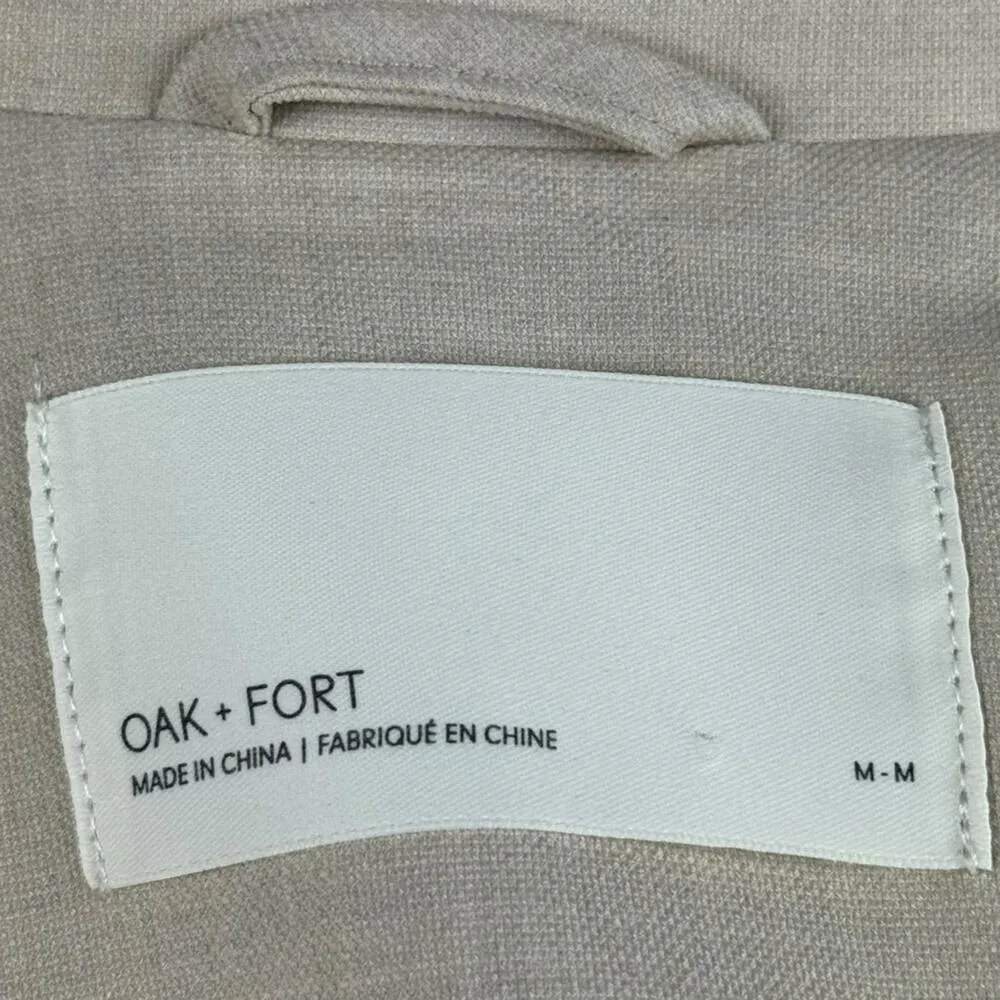 OAK + FORT
MADE IN CHINA | FABRIQUÉ EN CHINE
M - M